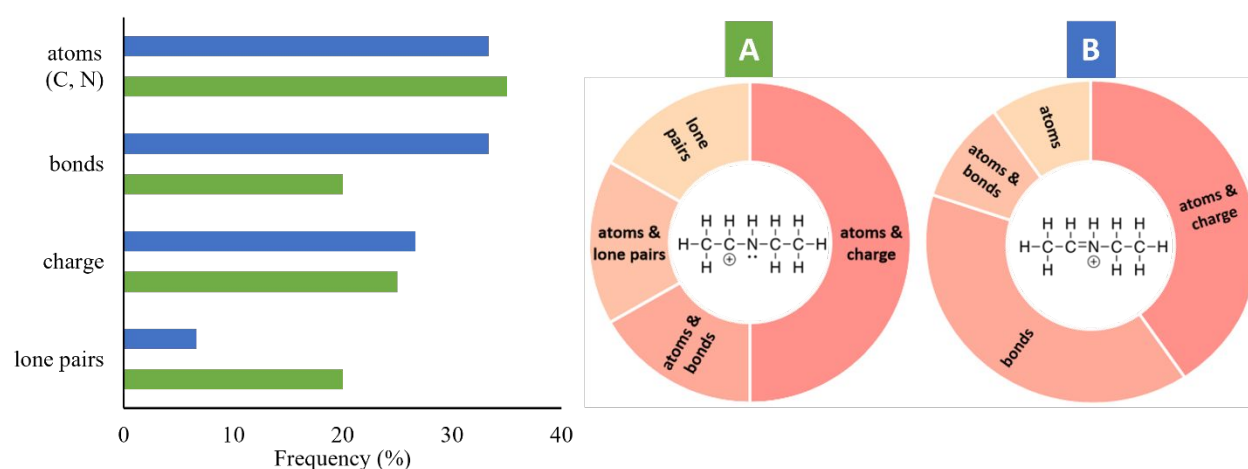 atoms
(C, N)
bonds
charge
lone pairs
0 10 20 30 40
Frequency (%)
A
lone
pairs
atoms &
lone pairs
atoms &
bonds
atoms &
charge
H H H H H
H-C-C-N-C-C-H
H ⊕ ·· H H
B
atoms
atoms &
bonds
bonds
atoms &
charge
H H H H H
H-C-C=N-C-C-H
H ⊕ H H